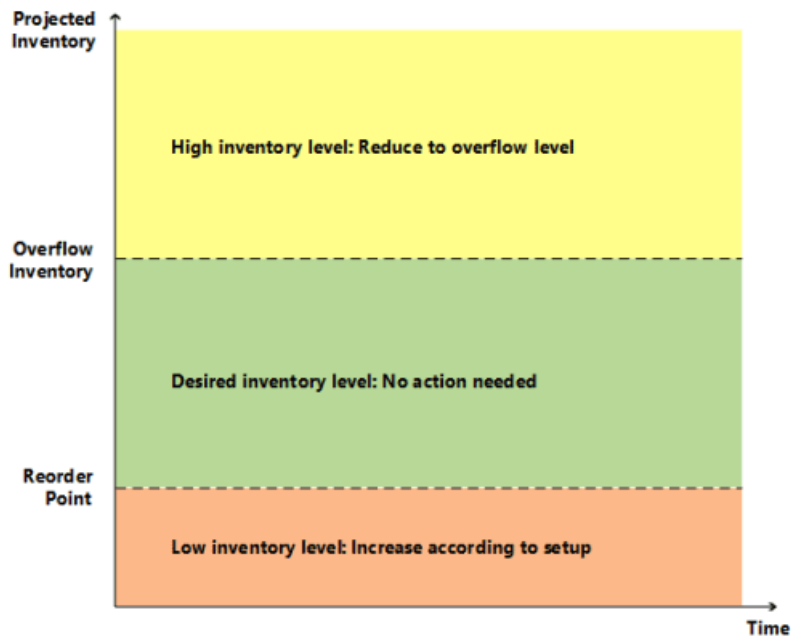 Projected
Inventory
High inventory level: Reduce to overflow level
Overflow
Inventory
Desired inventory level: No action needed
Reorder
Point
Low inventory level: Increase according to setup
Time